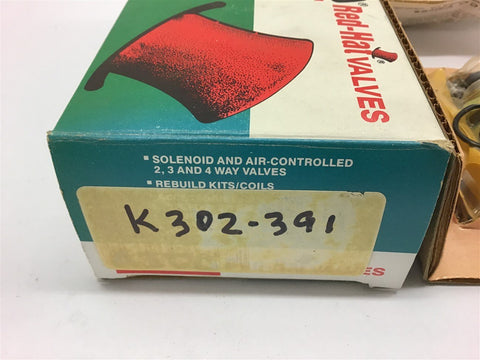 Red-Hat®
VALVES
▪ SOLENOID AND AIR-CONTROLLED
2, 3 AND 4 WAY VALVES
▪ REBUILD KITS/COILS
K302-391